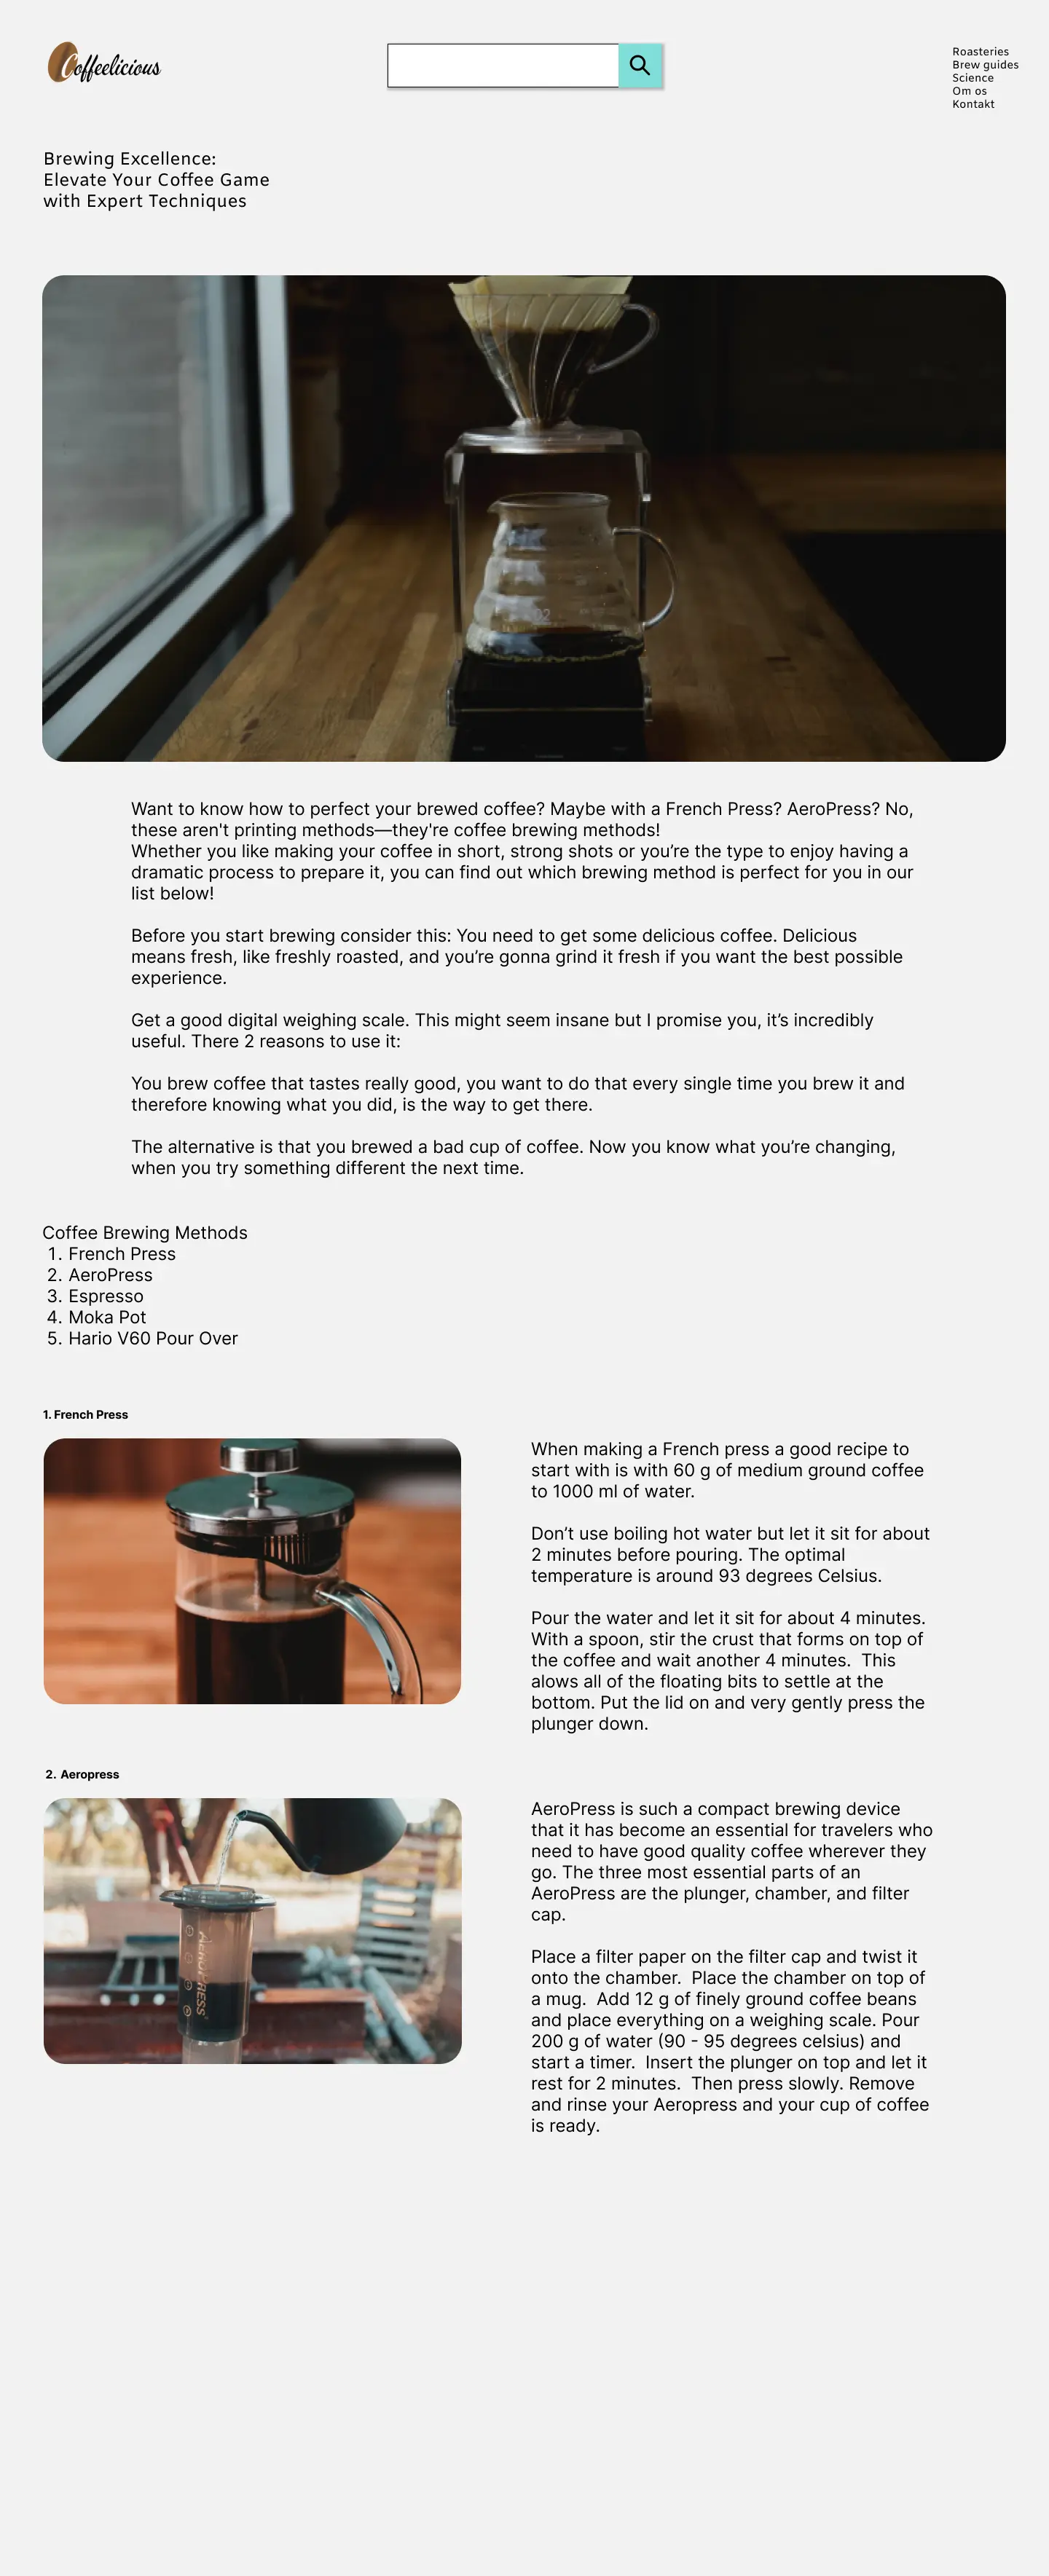 Coffeelicious
Roasteries
Brew guides
Science
Om os
Kontakt
Brewing Excellence:
Elevate Your Coffee Game
with Expert Techniques
02
Want to know how to perfect your brewed coffee? Maybe with a French Press? AeroPress? No,
these aren't printing methods—they're coffee brewing methods!
Whether you like making your coffee in short, strong shots or you’re the type to enjoy having a
dramatic process to prepare it, you can find out which brewing method is perfect for you in our
list below!
Before you start brewing consider this: You need to get some delicious coffee. Delicious
means fresh, like freshly roasted, and you’re gonna grind it fresh if you want the best possible
experience.
Get a good digital weighing scale. This might seem insane but I promise you, it’s incredibly
useful. There 2 reasons to use it:
You brew coffee that tastes really good, you want to do that every single time you brew it and
therefore knowing what you did, is the way to get there.
The alternative is that you brewed a bad cup of coffee. Now you know what you’re changing,
when you try something different the next time.
Coffee Brewing Methods
1. French Press
2. AeroPress
3. Espresso
4. Moka Pot
5. Hario V60 Pour Over
1. French Press
When making a French press a good recipe to
start with is with 60 g of medium ground coffee
to 1000 ml of water.
Don’t use boiling hot water but let it sit for about
2 minutes before pouring. The optimal
temperature is around 93 degrees Celsius.
Pour the water and let it sit for about 4 minutes.
With a spoon, stir the crust that forms on top of
the coffee and wait another 4 minutes.  This
alows all of the floating bits to settle at the
bottom. Put the lid on and very gently press the
plunger down.
2. Aeropress
AEROPRESS
AeroPress is such a compact brewing device
that it has become an essential for travelers who
need to have good quality coffee wherever they
go. The three most essential parts of an
AeroPress are the plunger, chamber, and filter
cap.
Place a filter paper on the filter cap and twist it
onto the chamber.  Place the chamber on top of
a mug.  Add 12 g of finely ground coffee beans
and place everything on a weighing scale. Pour
200 g of water (90 - 95 degrees celsius) and
start a timer.  Insert the plunger on top and let it
rest for 2 minutes.  Then press slowly. Remove
and rinse your Aeropress and your cup of coffee
is ready.